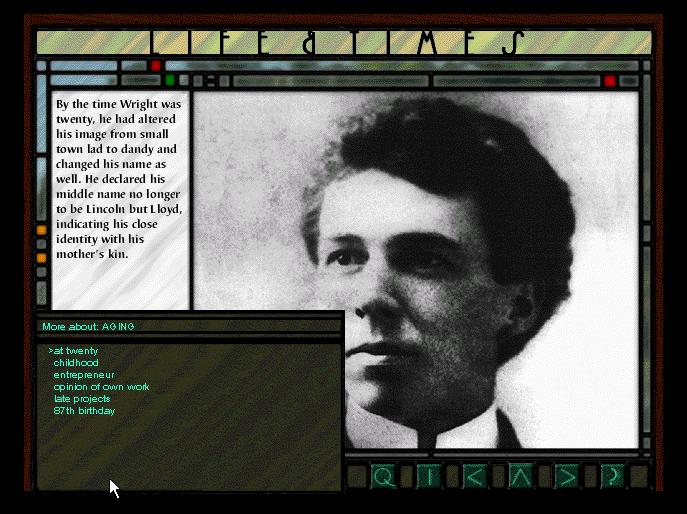 LIFE & TIMES
By the time Wright was
twenty, he had altered
his image from small
town lad to dandy and
changed his name as
well. He declared his
middle name no longer
to be Lincoln but Lloyd,
indicating his close
identity with his
mother's kin.
More about: AGING
>at twenty
childhood
entrepreneur
opinion of own work
late projects
87th birthday
Q I < Λ > ?